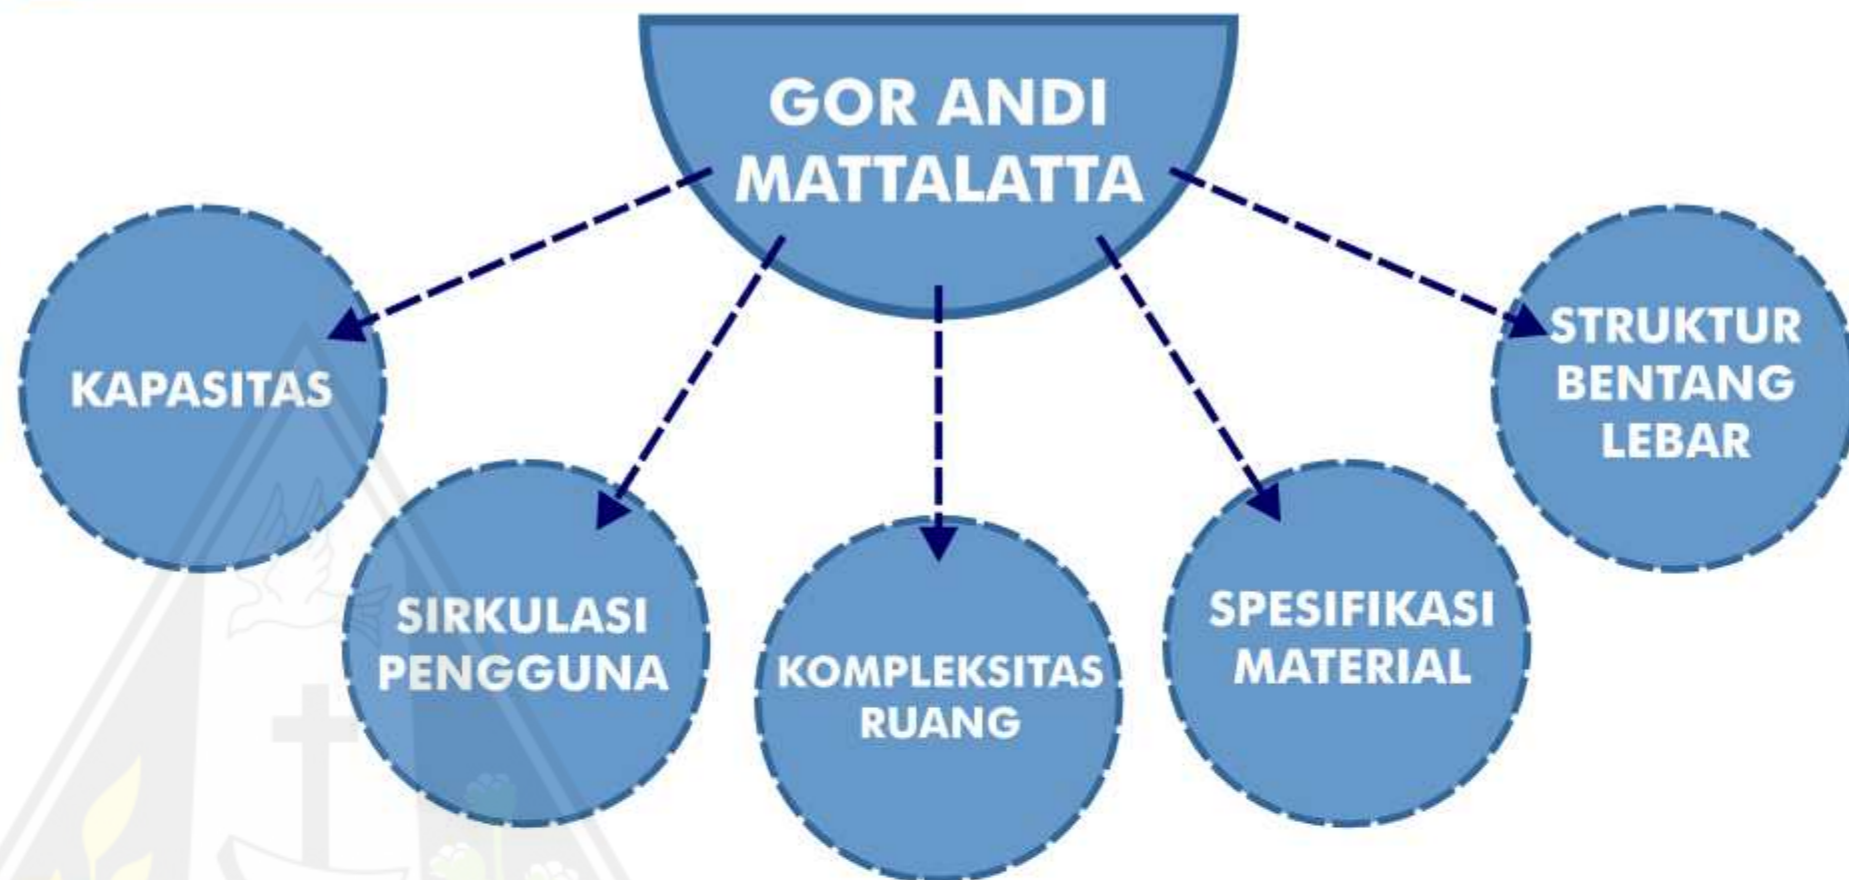 GOR ANDI
MATTALATTA
KAPASITAS
SIRKULASI
PENGGUNA
KOMPLEKSITAS
RUANG
SPESIFIKASI
MATERIAL
STRUKTUR
BENTANG
LEBAR